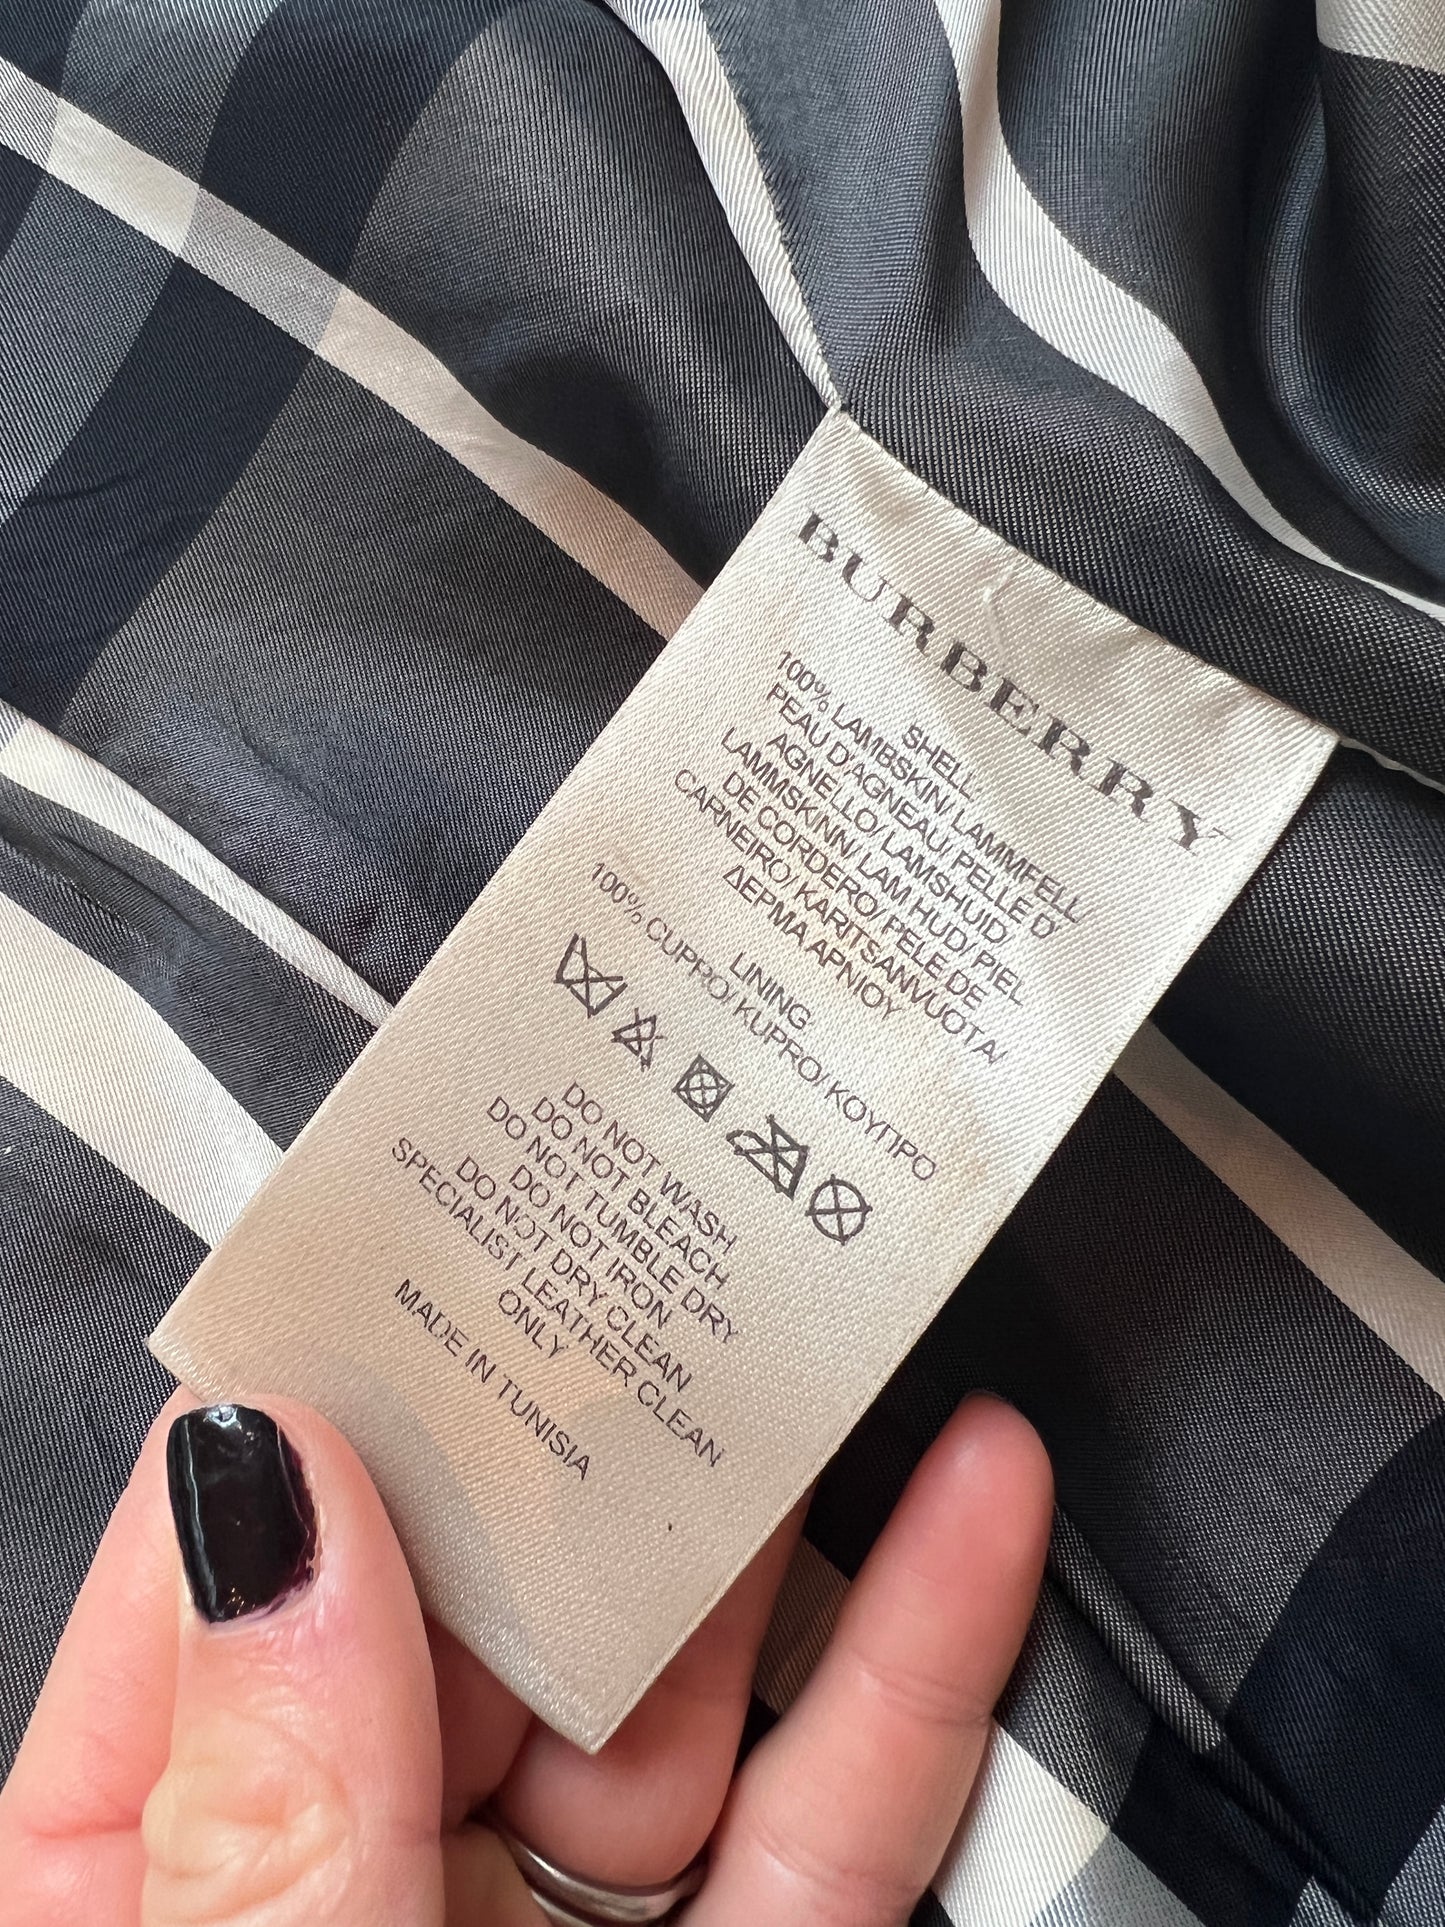 BURBERRY
SHELL
100% LAMBSKIN/ LAMMFELL/
PEAU D'AGNEAU/ PELLE D'
AGNELLO/ LAMSHUID/
LAMMSKINN/ LAM HUD/ PIEL
DE CORDERO/ PELE DE
CARNEIRO/ KARITSANVUOTA/
ΔΕΡΜΑ ΑΡΝΙΟΥ
LINING
100% CUPRO/ KUPRO/ ΚΟΥΠΡΟ
DO NOT WASH
DO NOT BLEACH
DO NOT TUMBLE DRY
DO NOT IRON
DO NOT DRY CLEAN
SPECIALIST LEATHER CLEAN
ONLY
MADE IN TUNISIA